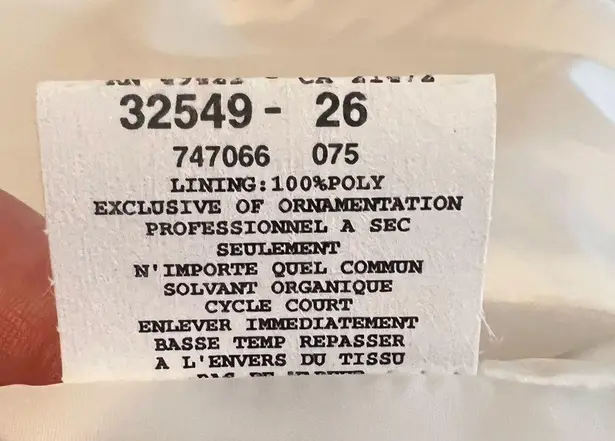 32549 - 26
747066 075
LINING:100%POLY
EXCLUSIVE OF ORNAMENTATION
PROFESSIONNEL A SEC
SEULEMENT
N'IMPORTE QUEL COMMUN
SOLVANT ORGANIQUE
CYCLE COURT
ENLEVER IMMEDIATEMENT
BASSE TEMP REPASSER
A L'ENVERS DU TISSU